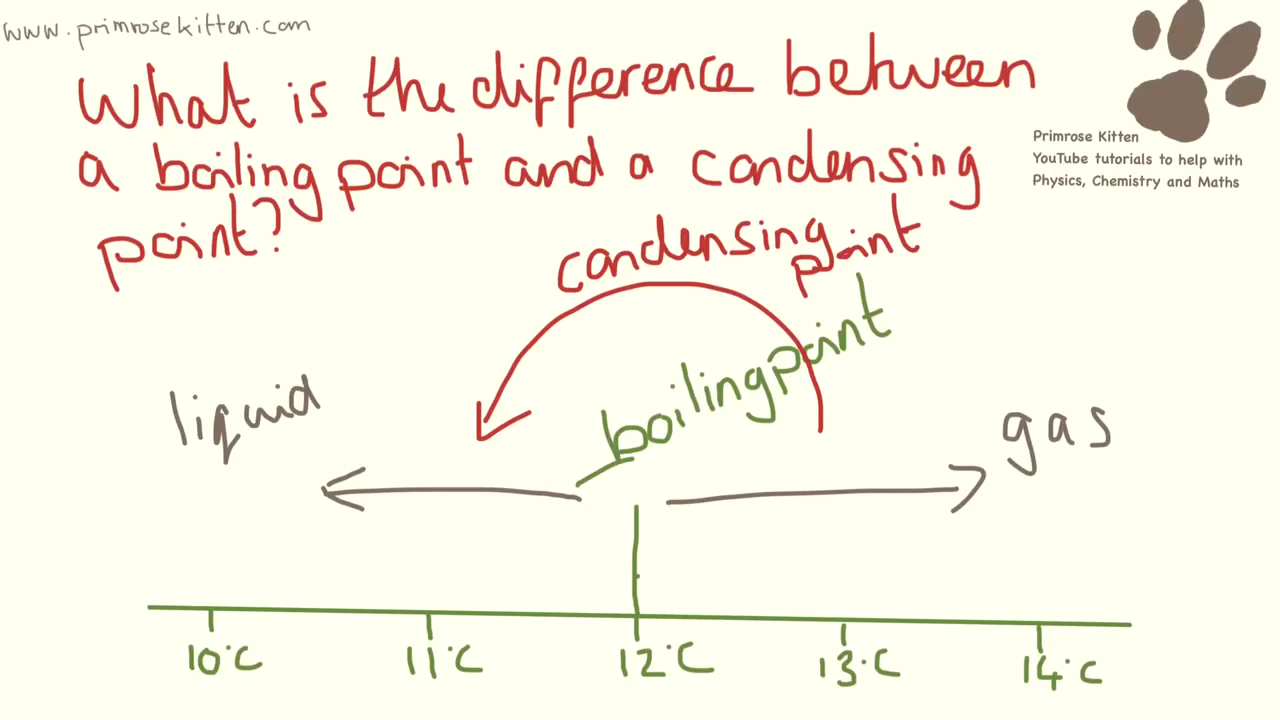 www.primrosekitten.com
What is the difference between
a boiling point and a condensing
point?
Primrose Kitten
YouTube tutorials to help with
Physics, Chemistry and Maths
condensing point
boiling point
liquid
gas
10°C 11°C 12°C 13°C 14°C